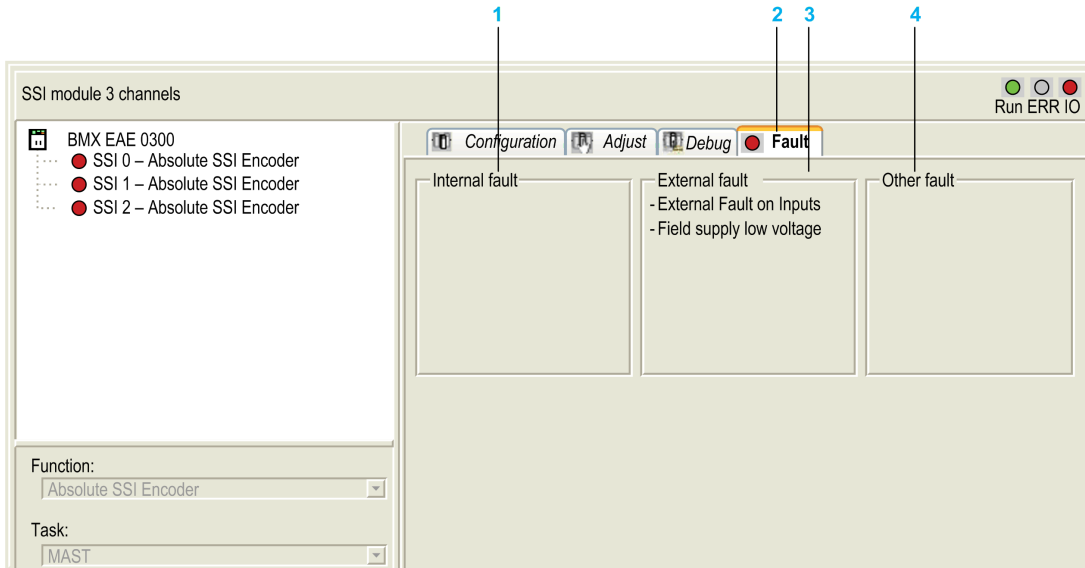 1 2 3 4
SSI module 3 channels
Run ERR IO
BMX EAE 0300
SSI 0 – Absolute SSI Encoder
SSI 1 – Absolute SSI Encoder
SSI 2 – Absolute SSI Encoder
Configuration Adjust Debug Fault
Internal fault
External fault
- External Fault on Inputs
- Field supply low voltage
Other fault
Function:
Absolute SSI Encoder
Task:
MAST